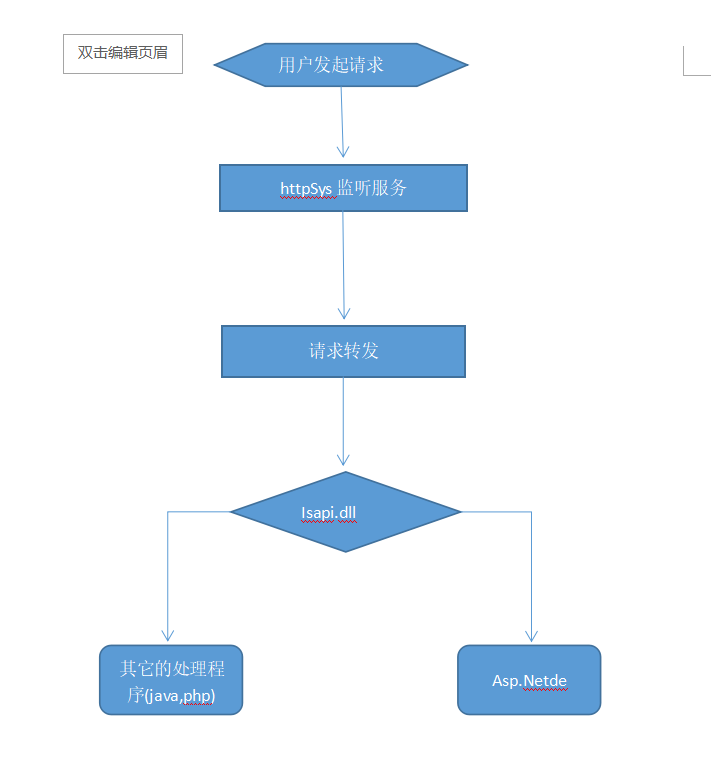 双击编辑页眉
用户发起请求
httpSys 监听服务
请求转发
Isapi.dll
其它的处理程
序(java,php)
Asp.Netde